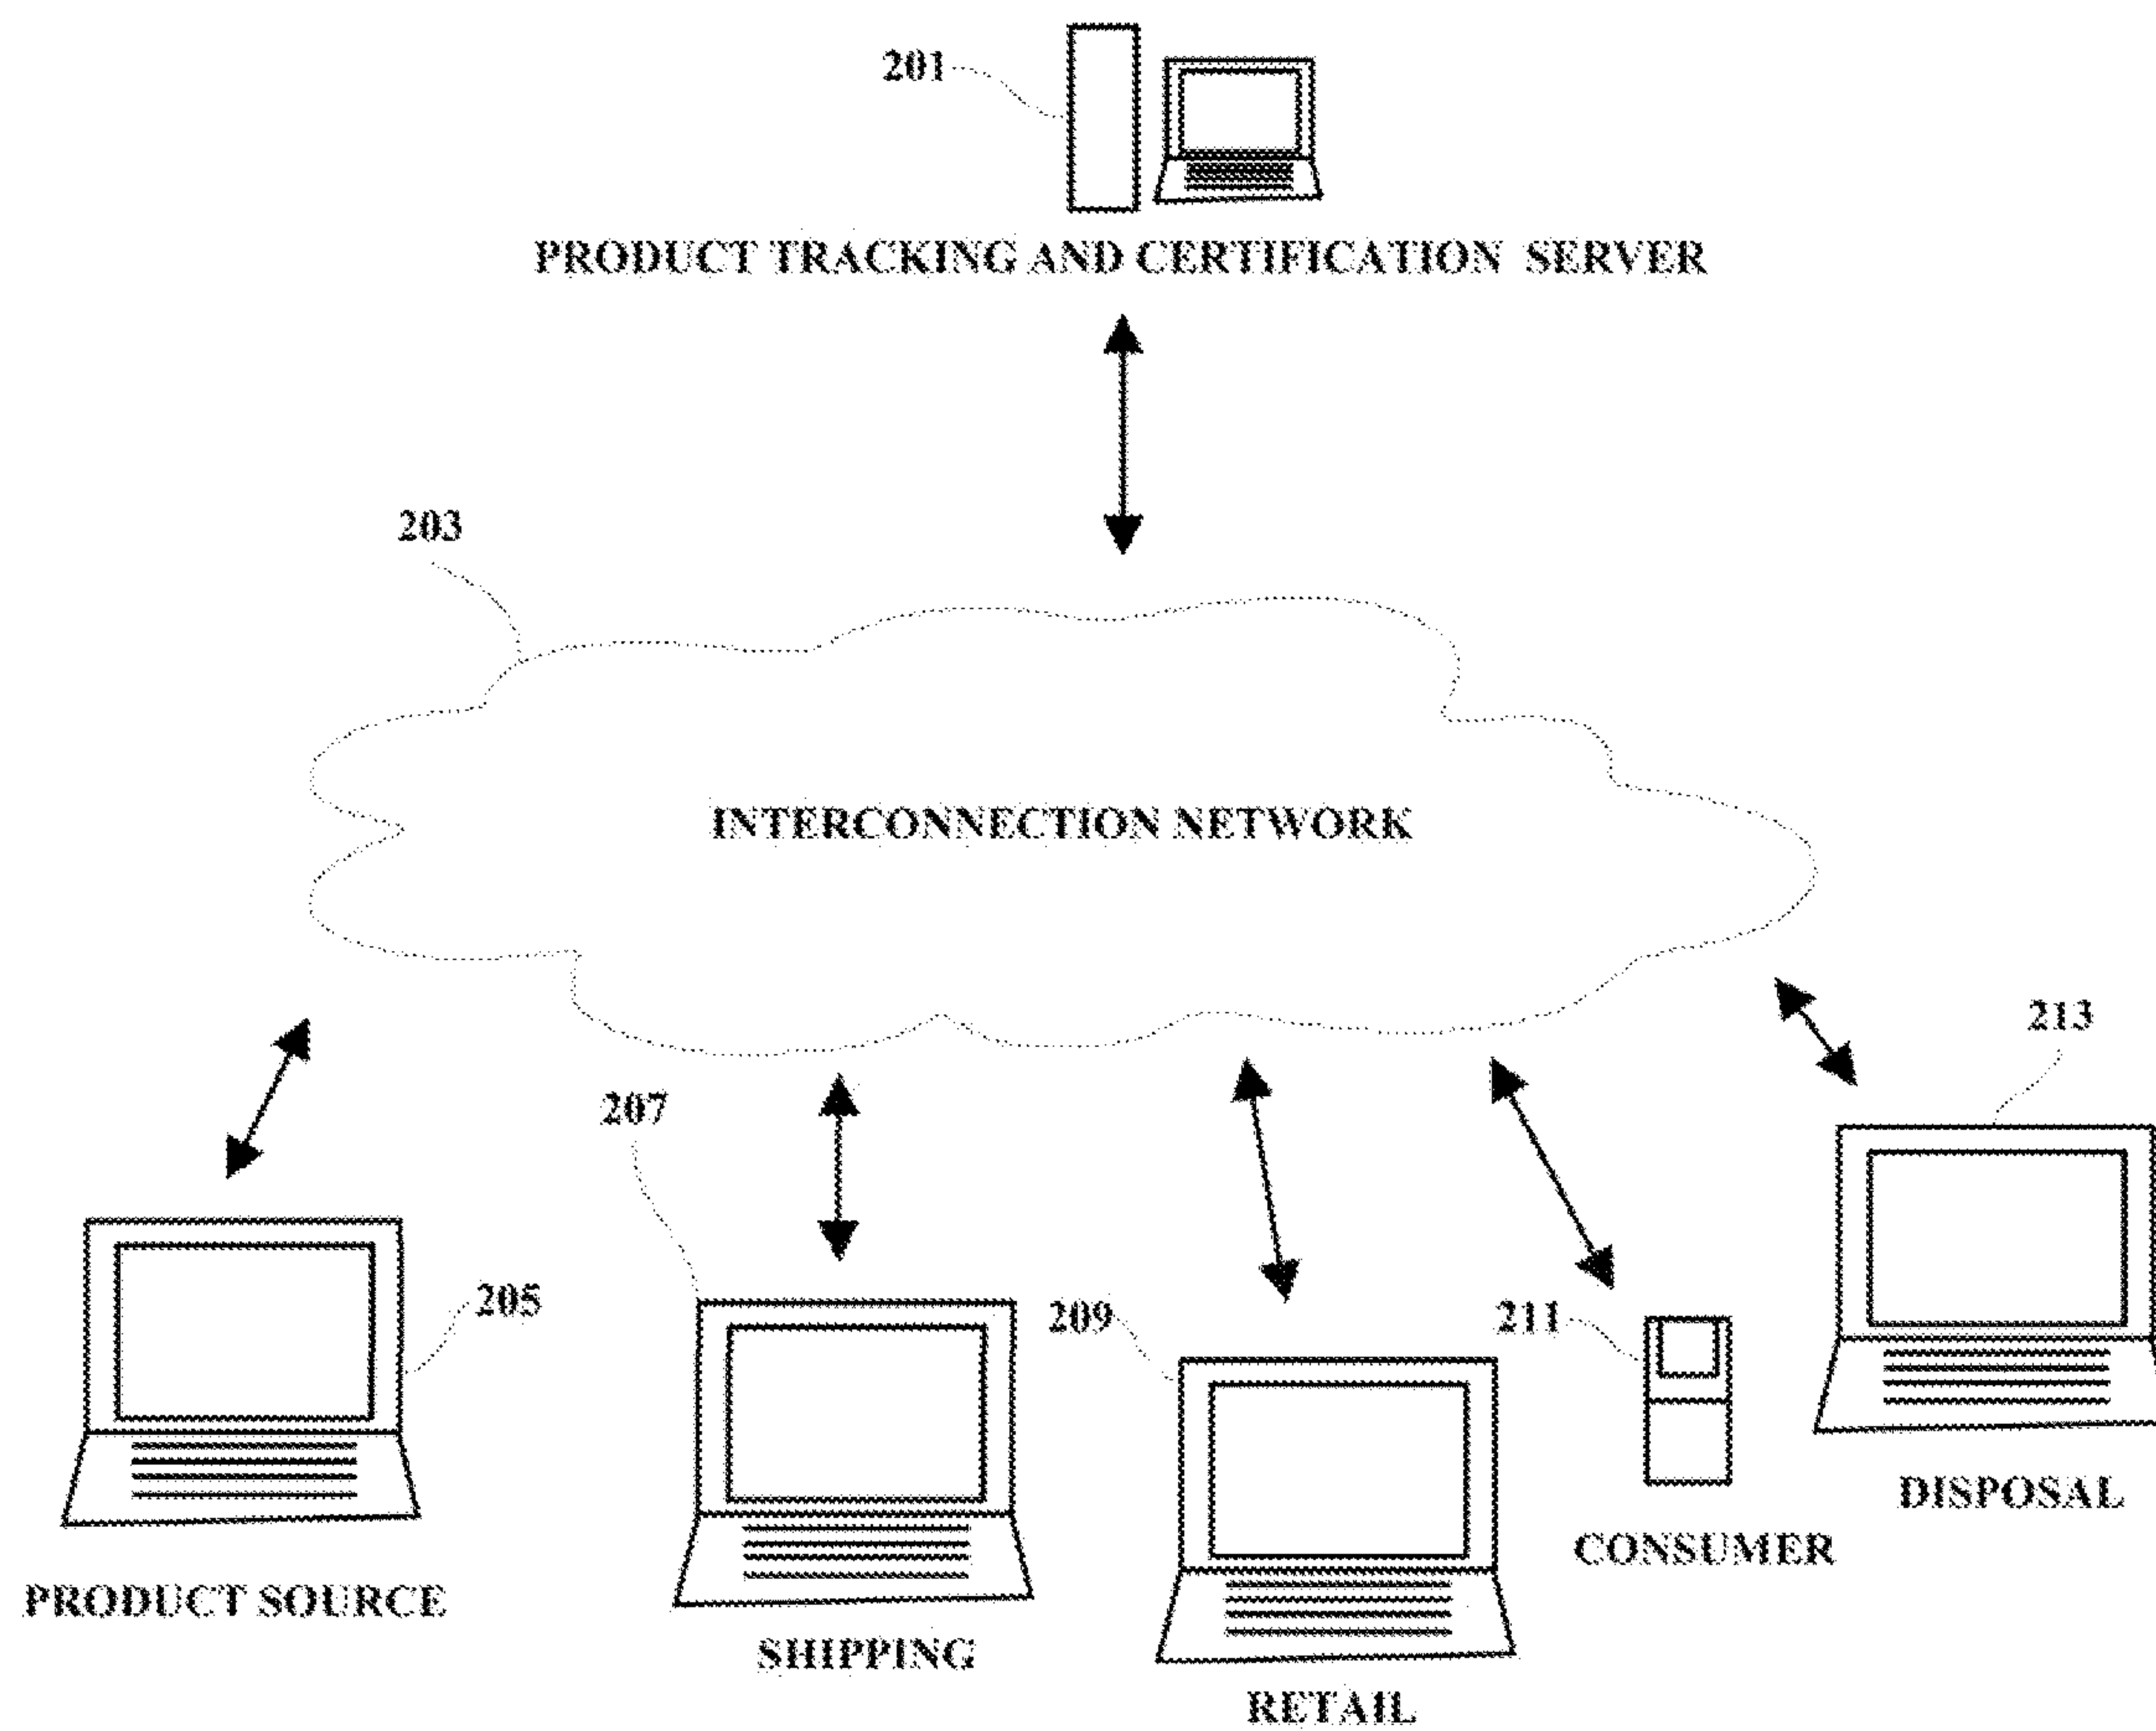 201
PRODUCT TRACKING AND CERTIFICATION SERVER
203
INTERCONNECTION NETWORK
213
207
205
209
211
DISPOSAL
CONSUMER
PRODUCT SOURCE
SHIPPING
RETAIL